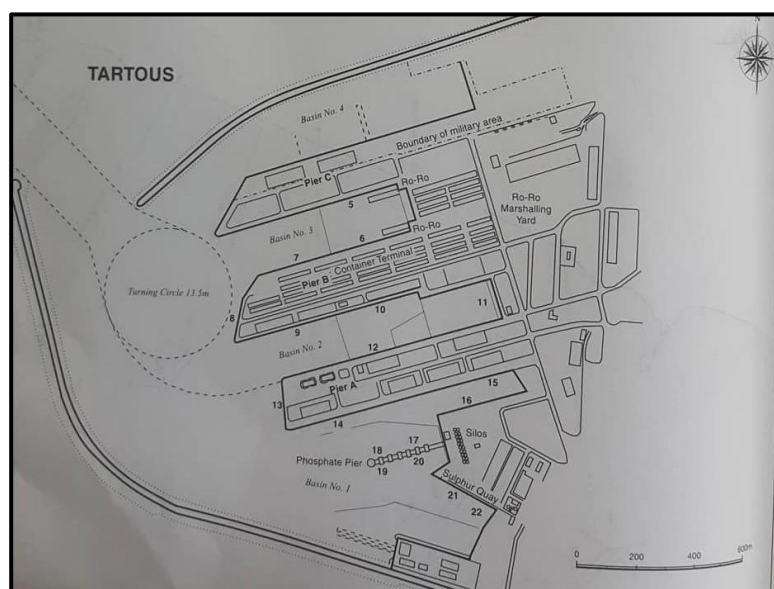 N
TARTOUS
Basin No. 4
Boundary of military area
Pier C
Ro-Ro
5
Ro-Ro
Marshalling
Yard
Basin No. 3
6
Ro-Ro
7
Pier B
Container Terminal
Turning Circle 13.5m
8
9
10
11
Basin No. 2
12
Pier A
13
14
15
16
17
18
Silos
Phosphate Pier
19
20
Basin No. 1
Sulphur Quay
21
22
0
200
400
600m